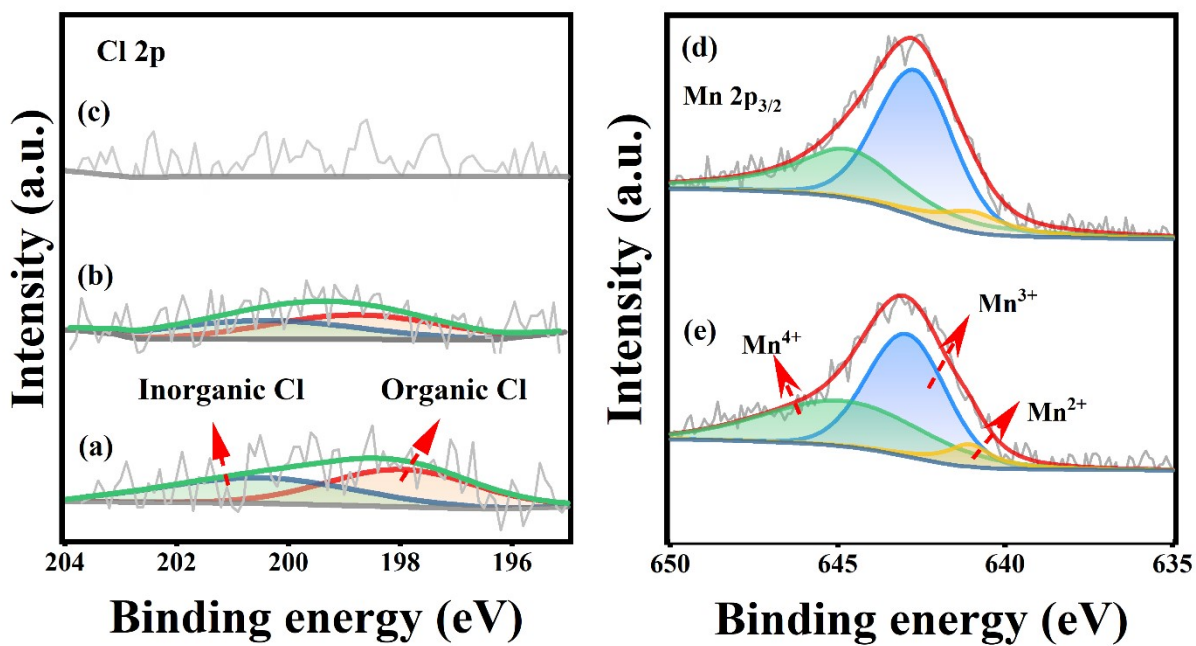 Cl 2p
(c)
(b)
Inorganic Cl
Organic Cl
(a)
204 202 200 198 196
Binding energy (eV)
Intensity (a.u.)
(d)
Mn 2p3/2
Mn3+
(e)
Mn4+
Mn2+
650 645 640 635
Binding energy (eV)
Intensity (a.u.)